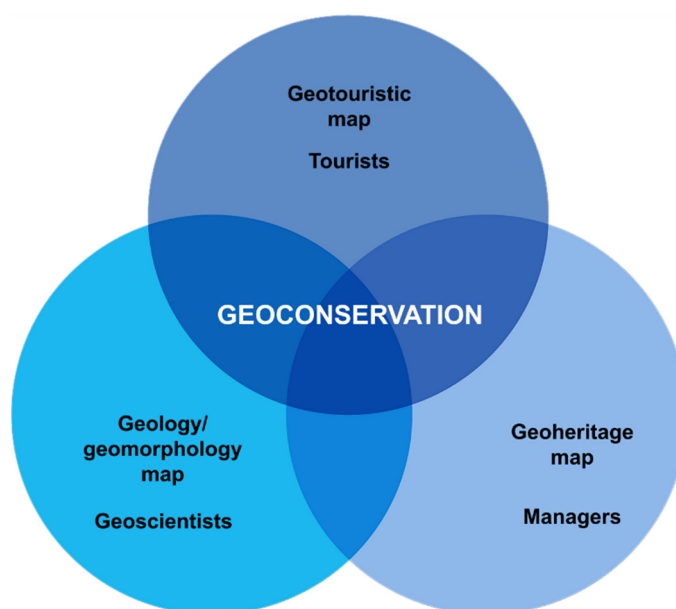 Geotouristic
map
Tourists
GEOCONSERVATION
Geology/
geomorphology
map
Geoscientists
Geoheritage
map
Managers